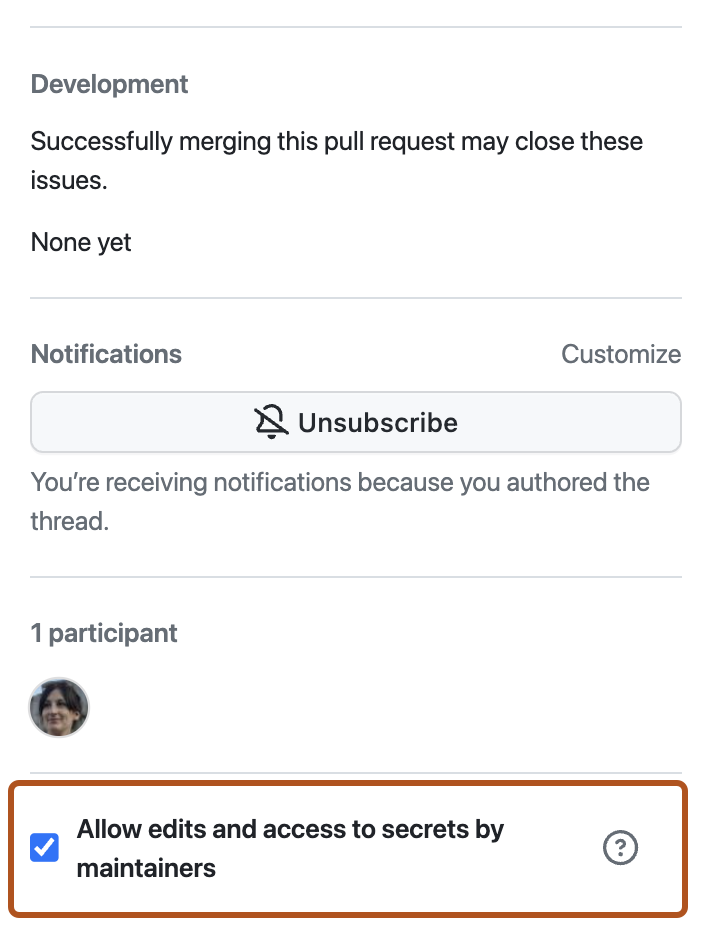 Development
Successfully merging this pull request may close these
issues.
None yet
Notifications Customize
Unsubscribe
You’re receiving notifications because you authored the
thread.
1 participant
Allow edits and access to secrets by
maintainers
?